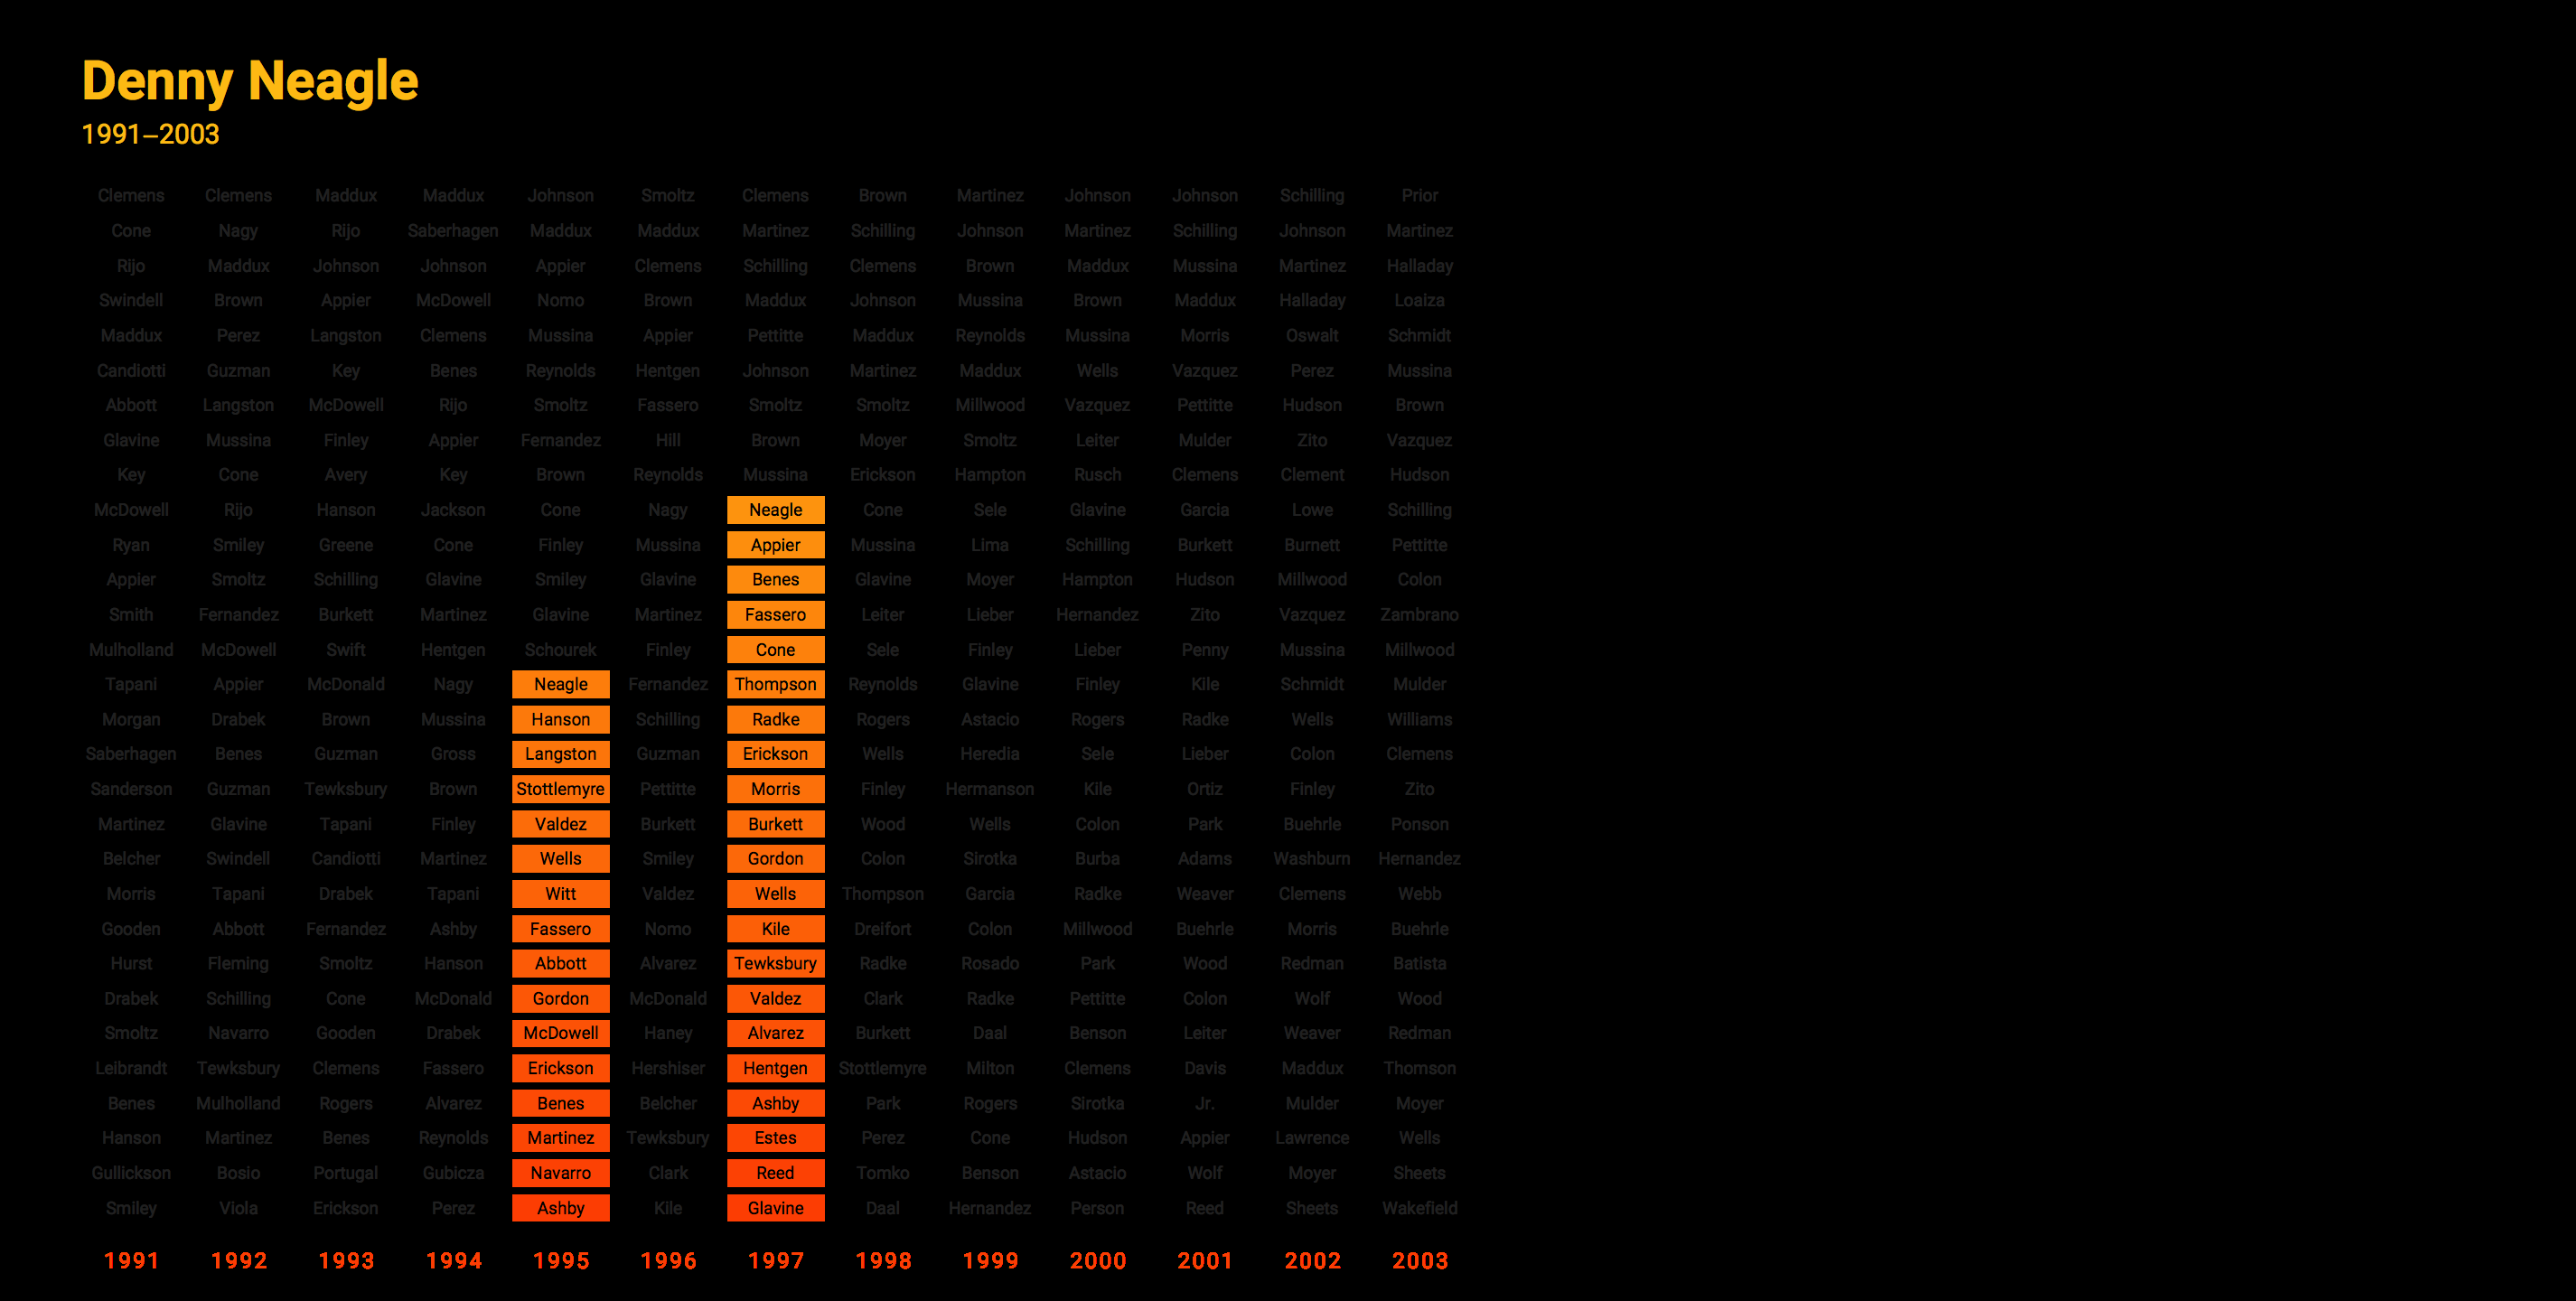 Denny Neagle
1991–2003
Clemens Clemens Maddux Maddux Johnson Smoltz Clemens Brown Martinez Johnson Johnson Schilling Prior
Cone Nagy Rijo Saberhagen Maddux Maddux Martinez Schilling Johnson Martinez Schilling Johnson Martinez
Rijo Maddux Johnson Johnson Appier Clemens Schilling Clemens Brown Maddux Mussina Martinez Halladay
Swindell Brown Appier McDowell Nomo Brown Maddux Johnson Mussina Brown Maddux Halladay Loaiza
Maddux Perez Langston Clemens Mussina Appier Pettitte Maddux Reynolds Mussina Morris Oswalt Schmidt
Candiotti Guzman Key Benes Reynolds Hentgen Johnson Martinez Maddux Wells Vazquez Perez Mussina
Abbott Langston McDowell Rijo Smoltz Fassero Smoltz Smoltz Millwood Vazquez Pettitte Hudson Brown
Glavine Mussina Finley Appier Fernandez Hill Brown Moyer Smoltz Leiter Mulder Zito Vazquez
Key Cone Avery Key Brown Reynolds Mussina Erickson Hampton Rusch Clemens Clement Hudson
McDowell Rijo Hanson Jackson Cone Nagy Neagle Cone Sele Glavine Garcia Lowe Schilling
Ryan Smiley Greene Cone Finley Mussina Appier Mussina Lima Schilling Burkett Burnett Pettitte
Appier Smoltz Schilling Glavine Smiley Glavine Benes Glavine Moyer Hampton Hudson Millwood Colon
Smith Fernandez Burkett Martinez Glavine Martinez Fassero Leiter Lieber Hernandez Zito Vazquez Zambrano
Mulholland McDowell Swift Hentgen Schourek Finley Cone Sele Finley Lieber Penny Mussina Millwood
Tapani Appier McDonald Nagy Neagle Fernandez Thompson Reynolds Glavine Finley Kile Schmidt Mulder
Morgan Drabek Brown Mussina Hanson Schilling Radke Rogers Astacio Rogers Radke Wells Williams
Saberhagen Benes Guzman Gross Langston Guzman Erickson Wells Heredia Sele Lieber Colon Clemens
Sanderson Guzman Tewksbury Brown Stottlemyre Pettitte Morris Finley Hermanson Kile Ortiz Finley Zito
Martinez Glavine Tapani Finley Valdez Burkett Burkett Wood Wells Colon Park Buehrle Ponson
Belcher Swindell Candiotti Martinez Wells Smiley Gordon Colon Sirotka Burba Adams Washburn Hernandez
Morris Tapani Drabek Tapani Witt Valdez Wells Thompson Garcia Radke Weaver Clemens Webb
Gooden Abbott Fernandez Ashby Fassero Nomo Kile Dreifort Colon Millwood Buehrle Morris Buehrle
Hurst Fleming Smoltz Hanson Abbott Alvarez Tewksbury Radke Rosado Park Wood Redman Batista
Drabek Schilling Cone McDonald Gordon McDonald Valdez Clark Radke Pettitte Colon Wolf Wood
Smoltz Navarro Gooden Drabek McDowell Haney Alvarez Burkett Daal Benson Leiter Weaver Redman
Leibrandt Tewksbury Clemens Fassero Erickson Hershiser Hentgen Stottlemyre Milton Clemens Davis Maddux Thomson
Benes Mulholland Rogers Alvarez Benes Belcher Ashby Park Rogers Sirotka Jr. Mulder Moyer
Hanson Martinez Benes Reynolds Martinez Tewksbury Estes Perez Cone Hudson Appier Lawrence Wells
Gullickson Bosio Portugal Gubicza Navarro Clark Reed Tomko Benson Astacio Wolf Moyer Sheets
Smiley Viola Erickson Perez Ashby Kile Glavine Daal Hernandez Person Reed Sheets Wakefield
1991 1992 1993 1994 1995 1996 1997 1998 1999 2000 2001 2002 2003